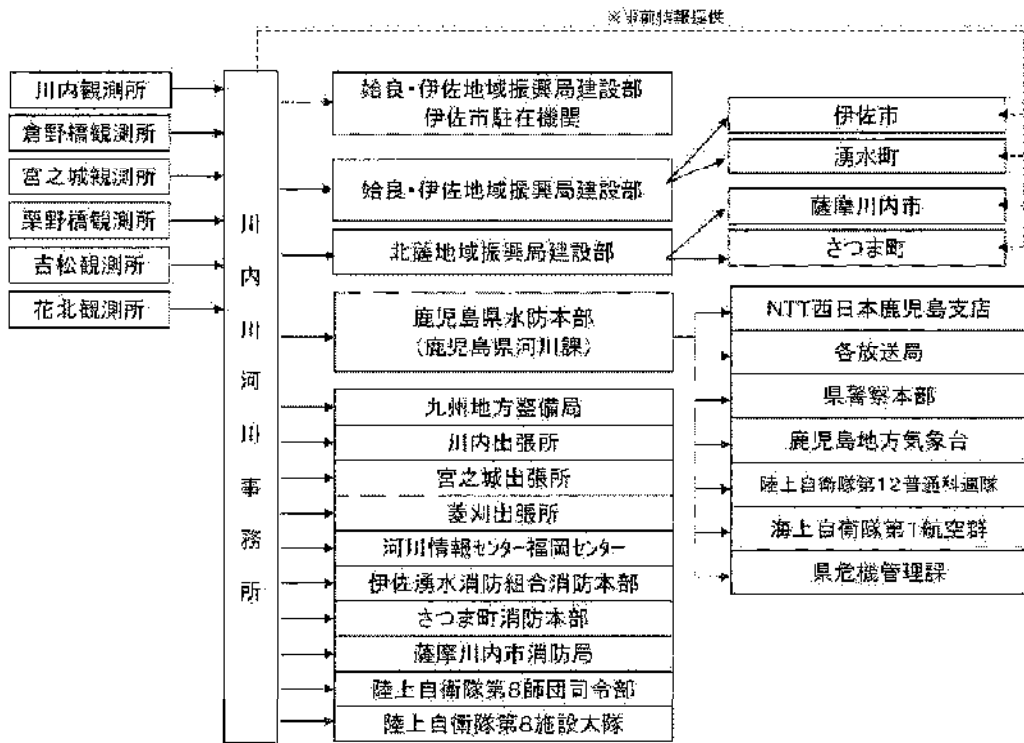 ※事前情報提供
川内観測所
倉野橋観測所
宮之城観測所
栗野橋観測所
吉松観測所
花北観測所
川内川河川事務所
姶良・伊佐地域振興局建設部
伊佐市駐在機関
姶良・伊佐地域振興局建設部
北薩地域振興局建設部
鹿児島県水防本部
(鹿児島県河川課)
九州地方整備局
川内出張所
宮之城出張所
菱刈出張所
河川情報センター福岡センター
伊佐湧水消防組合消防本部
さつま町消防本部
薩摩川内市消防局
陸上自衛隊第8師団司令部
陸上自衛隊第8施設大隊
伊佐市
湧水町
薩摩川内市
さつま町
NTT西日本鹿児島支店
各放送局
県警察本部
鹿児島地方気象台
陸上自衛隊第12普通科連隊
海上自衛隊第1航空群
県危機管理課